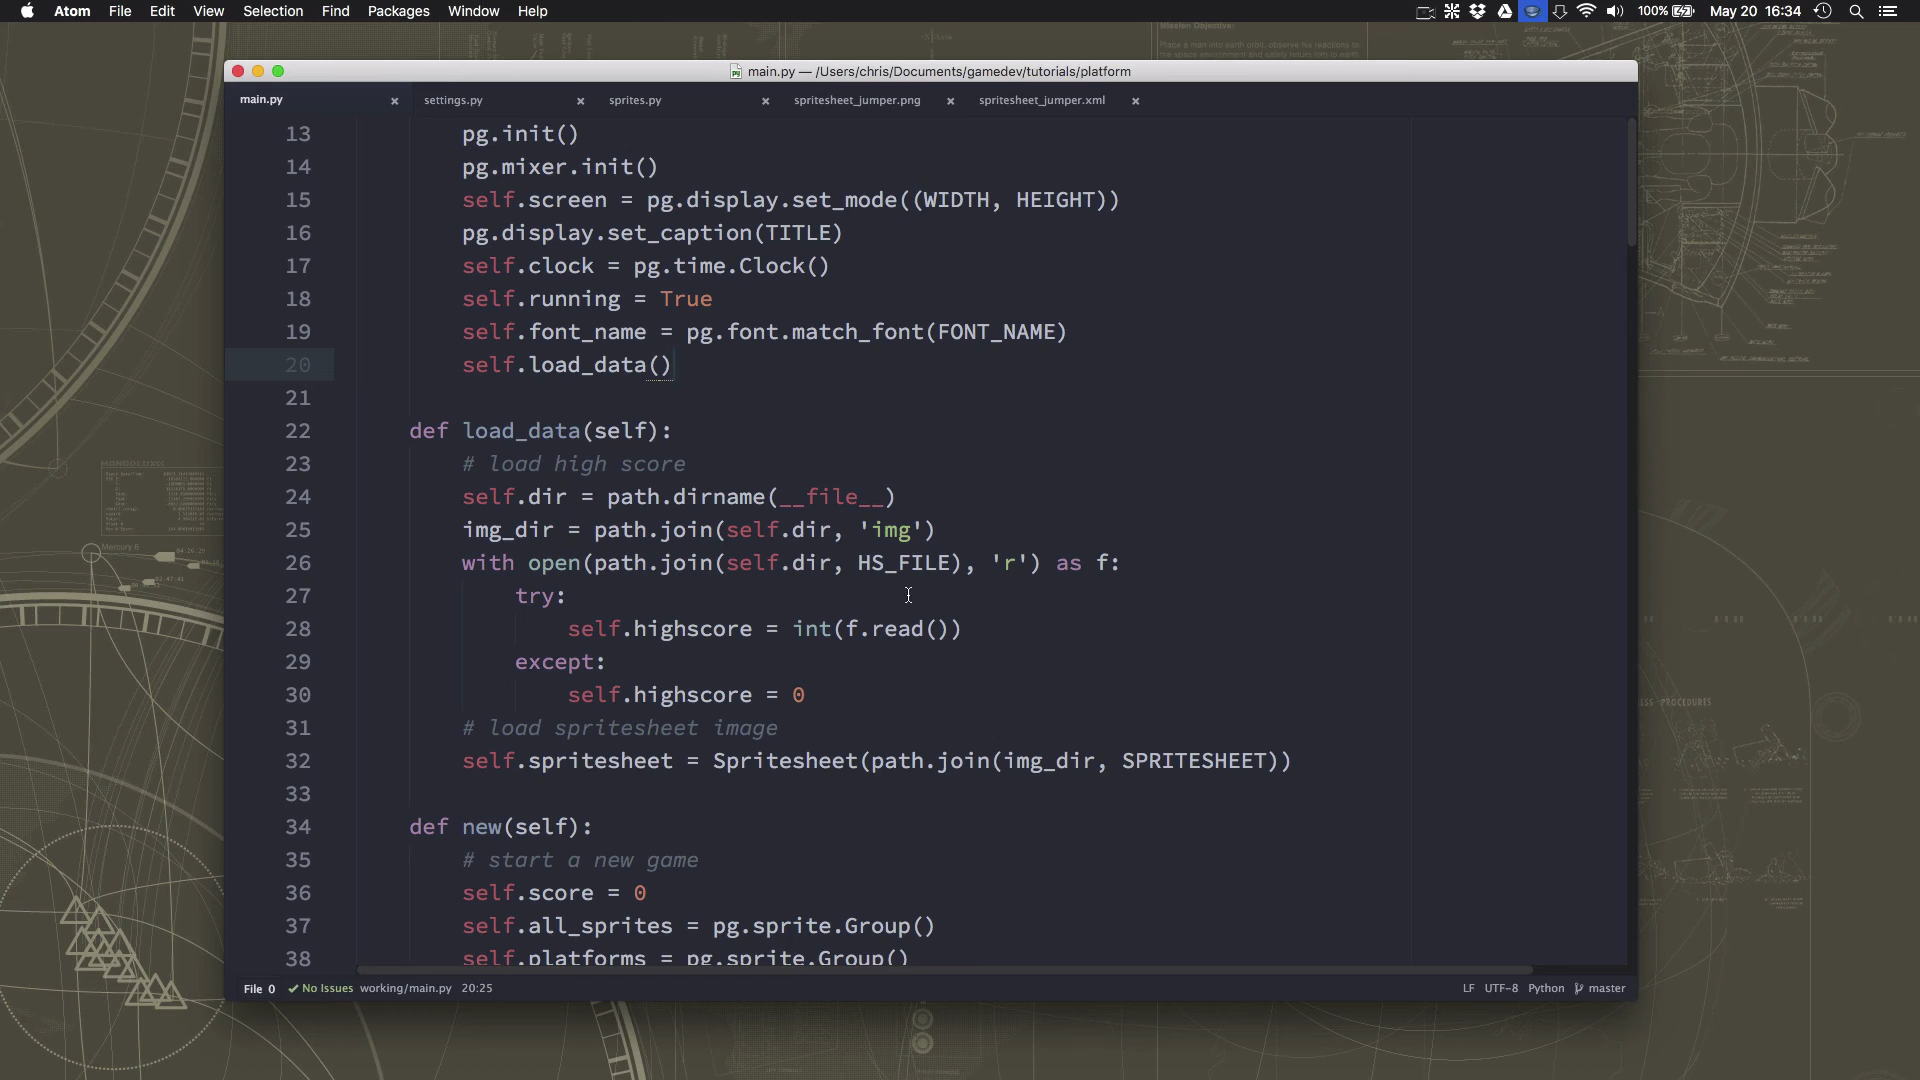 Atom File Edit View Selection Find Packages Window Help
100% May 20 16:34
main.py — /Users/chris/Documents/gamedev/tutorials/platform
main.py settings.py sprites.py spritesheet_jumper.png spritesheet_jumper.xml
13 pg.init()
14 pg.mixer.init()
15 self.screen = pg.display.set_mode((WIDTH, HEIGHT))
16 pg.display.set_caption(TITLE)
17 self.clock = pg.time.Clock()
18 self.running = True
19 self.font_name = pg.font.match_font(FONT_NAME)
20 self.load_data()
21
22 def load_data(self):
23 # load high score
24 self.dir = path.dirname(__file__)
25 img_dir = path.join(self.dir, 'img')
26 with open(path.join(self.dir, HS_FILE), 'r') as f:
27 try:
28 self.highscore = int(f.read())
29 except:
30 self.highscore = 0
31 # load spritesheet image
32 self.spritesheet = Spritesheet(path.join(img_dir, SPRITESHEET))
33
34 def new(self):
35 # start a new game
36 self.score = 0
37 self.all_sprites = pg.sprite.Group()
38 self.platforms = pg.sprite.Group()
File 0 No Issues working/main.py 20:25 LF UTF-8 Python master